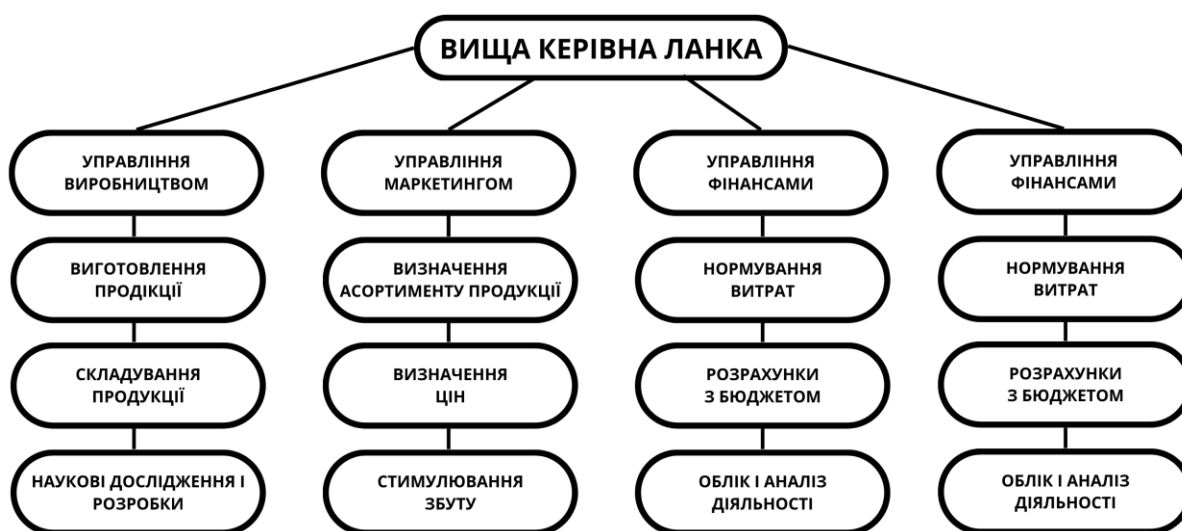 ВИЩА КЕРІВНА ЛАНКА
УПРАВЛІННЯ
ВИРОБНИЦТВОМ
УПРАВЛІННЯ
МАРКЕТИНГОМ
УПРАВЛІННЯ
ФІНАНСАМИ
УПРАВЛІННЯ
ФІНАНСАМИ
ВИГОТОВЛЕННЯ
ПРОДІКЦІЇ
ВИЗНАЧЕННЯ
АСОРТИМЕНТУ ПРОДУКЦІЇ
НОРМУВАННЯ
ВИТРАТ
НОРМУВАННЯ
ВИТРАТ
СКЛАДУВАННЯ
ПРОДУКЦІЇ
ВИЗНАЧЕННЯ
ЦІН
РОЗРАХУНКИ
З БЮДЖЕТОМ
РОЗРАХУНКИ
З БЮДЖЕТОМ
НАУКОВІ ДОСЛІДЖЕННЯ І
РОЗРОБКИ
СТИМУЛЮВАННЯ
ЗБУТУ
ОБЛІК І АНАЛІЗ
ДІЯЛЬНОСТІ
ОБЛІК І АНАЛІЗ
ДІЯЛЬНОСТІ